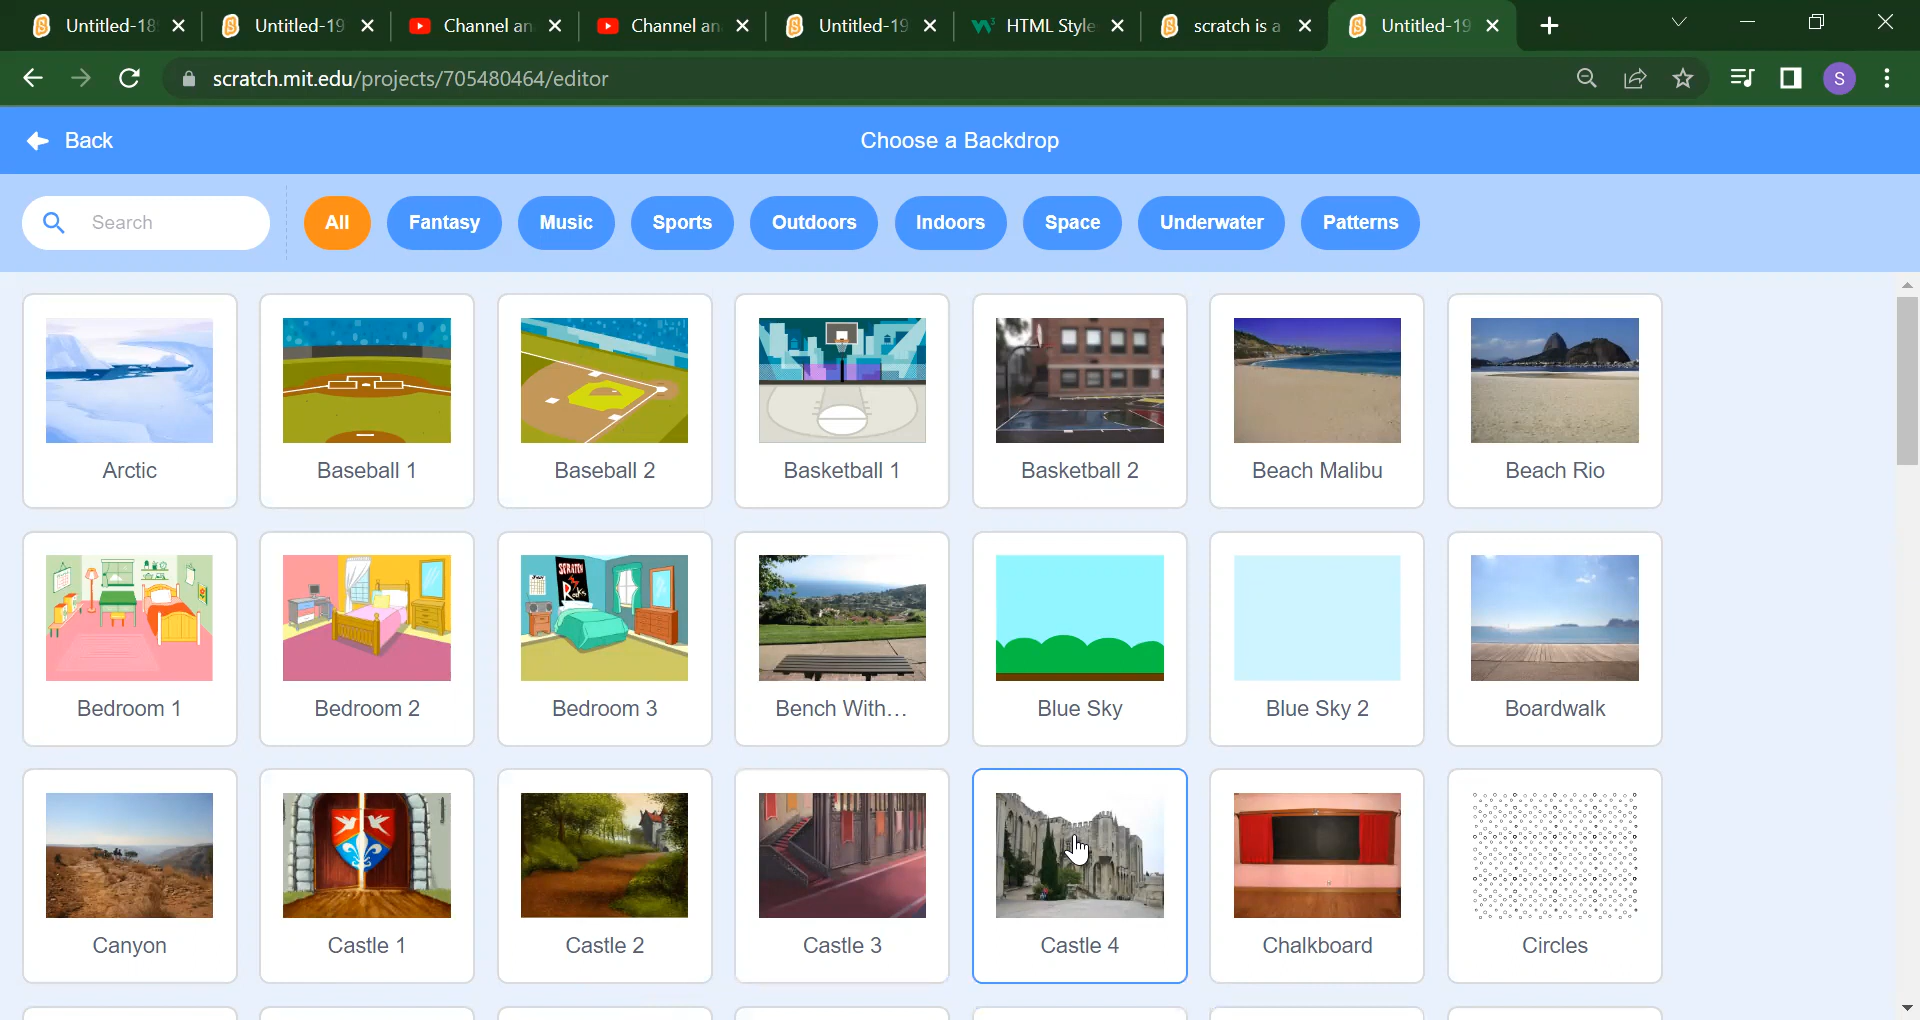 Untitled-18
Untitled-19
Channel an
Channel an
Untitled-19
HTML Style
scratch is a
Untitled-19
scratch.mit.edu/projects/705480464/editor
S
Back
Choose a Backdrop
Search
All
Fantasy
Music
Sports
Outdoors
Indoors
Space
Underwater
Patterns
Arctic
Baseball 1
Baseball 2
Basketball 1
Basketball 2
Beach Malibu
Beach Rio
SCRATCH
Rocks
Bedroom 1
Bedroom 2
Bedroom 3
Bench With...
Blue Sky
Blue Sky 2
Boardwalk
Canyon
Castle 1
Castle 2
Castle 3
Castle 4
Chalkboard
Circles